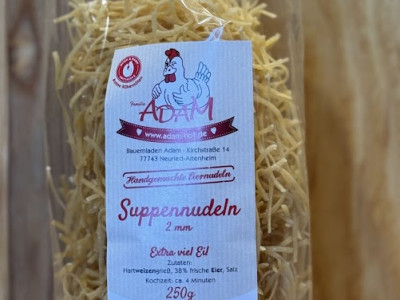 Familie
ADAM
www.adam-hof.de
Bauernladen Adam - Kirchstraße 14
77743 Neuried-Altenheim
Handgemachte Eiernudeln
Suppennudeln
2 mm
Extra viel Ei!
Zutaten:
Hartweizengrieß, 38% frische Eier, Salz
Kochzeit: ca. 4 Minuten
250g